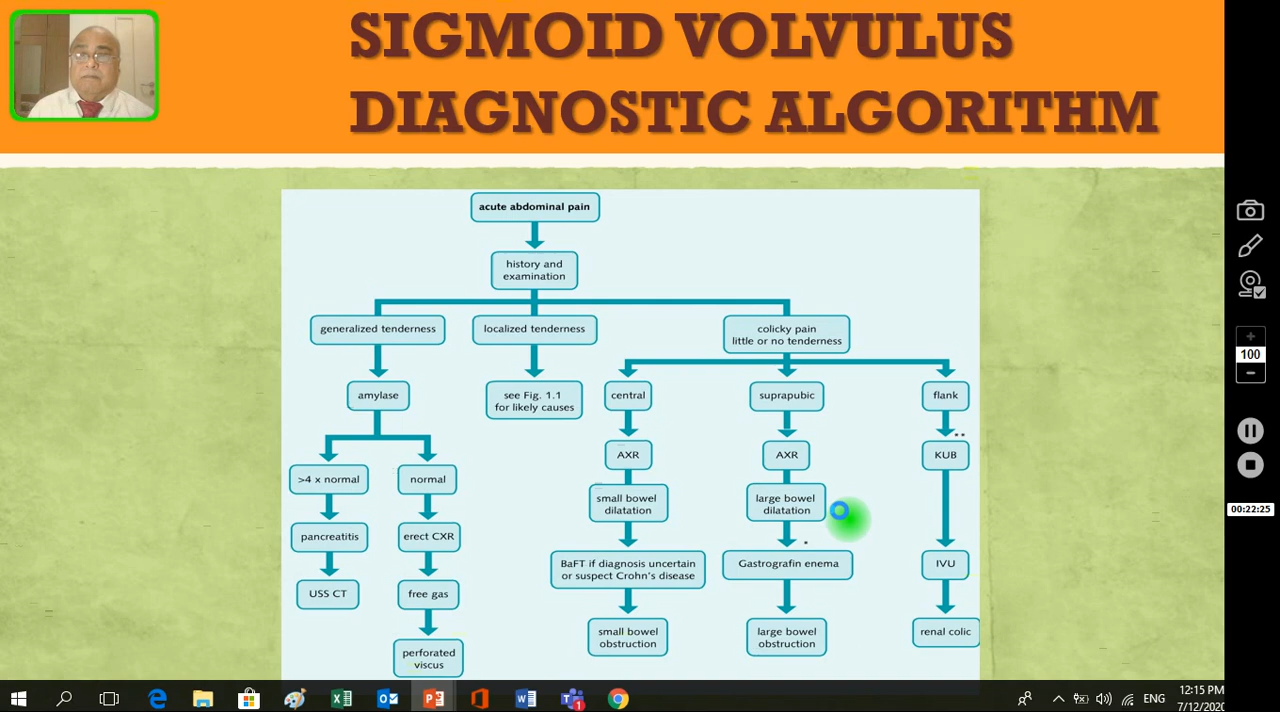 SIGMOID VOLVULUS
DIAGNOSTIC ALGORITHM
acute abdominal pain
history and
examination
generalized tenderness
localized tenderness
colicky pain
little or no tenderness
amylase
see Fig. 1.1
for likely causes
central
suprapubic
flank
AXR
AXR
KUB
>4 x normal
normal
small bowel
dilatation
large bowel
dilatation
pancreatitis
erect CXR
BaFT if diagnosis uncertain
or suspect Crohn's disease
Gastrografin enema
IVU
USS CT
free gas
small bowel
obstruction
large bowel
obstruction
renal colic
perforated
viscus
100
00:22:25
1
ENG
12:15 PM
7/12/2020